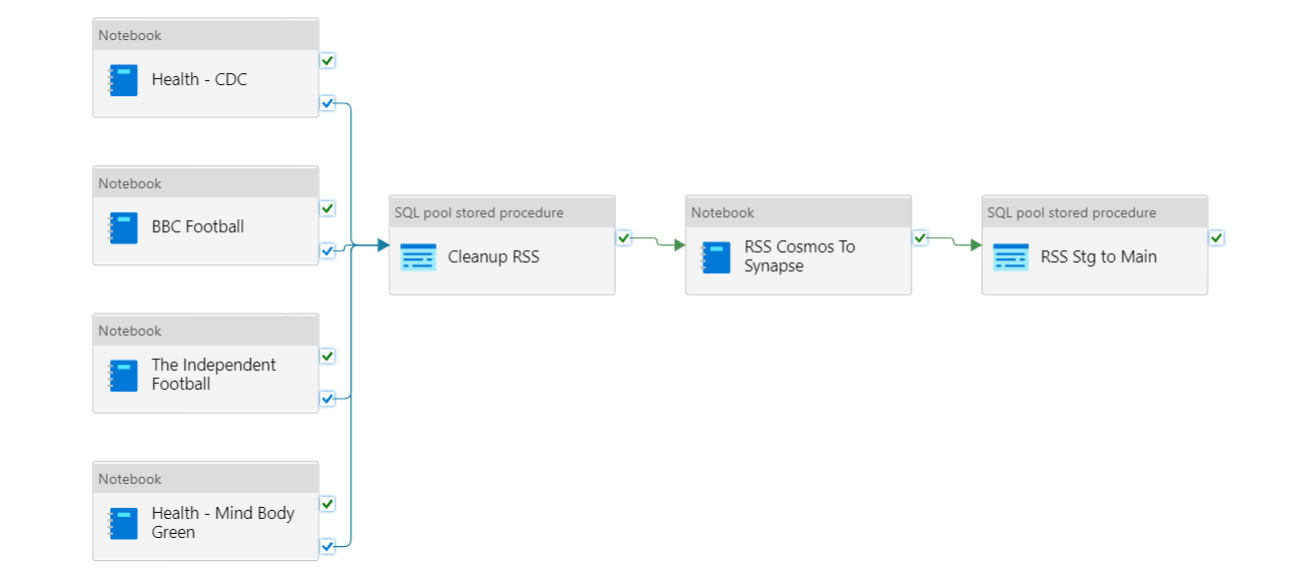 Notebook
Health - CDC
Notebook
BBC Football
Notebook
The Independent
Football
Notebook
Health - Mind Body
Green
SQL pool stored procedure
Cleanup RSS
Notebook
RSS Cosmos To
Synapse
SQL pool stored procedure
RSS Stg to Main